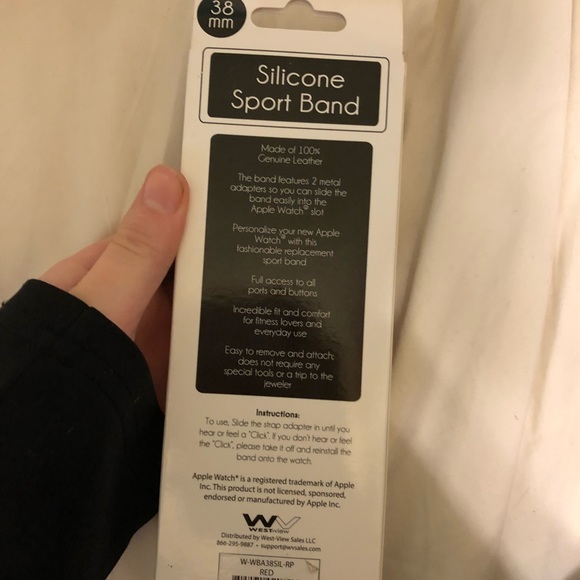 38
mm
Silicone
Sport Band
Made of 100%
Genuine Leather
The band features 2 metal
adapters so you can slide the
band easily into the
Apple Watch® slot
Personalize your new Apple
Watch® with this
fashionable replacement
sport band
Full access to all
ports and buttons
Incredible fit and comfort
for fitness lovers and
everyday use
Easy to remove and attach;
does not require any
special tools or a trip to the
jeweler
Instructions:
To use, Slide the strap adapter in until you
hear or feel a "Click". If you don't hear or feel
the "Click", please take it off and reinstall the
band onto the watch.
Apple Watch® is a registered trademark of Apple
Inc. This product is not licensed, sponsored,
endorsed or manufactured by Apple Inc.
WV
WESTVIEW
Distributed by West-View Sales LLC
866-295-9887 • support@wvsales.com
W-WBA38SIL-RP
RED